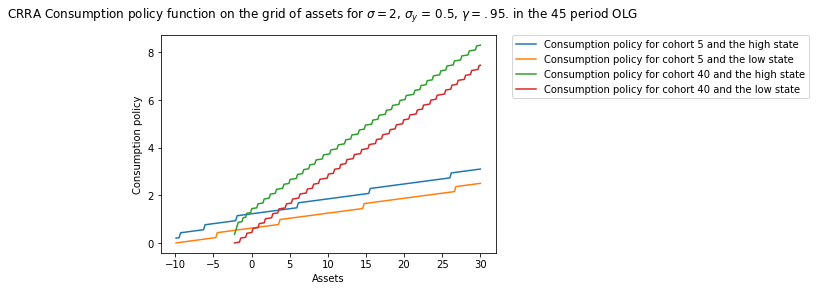 CRRA Consumption policy function on the grid of assets for σ = 2, σy = 0.5, γ = .95. in the 45 period OLG
Consumption policy for cohort 5 and the high state
Consumption policy for cohort 5 and the low state
Consumption policy for cohort 40 and the high state
Consumption policy for cohort 40 and the low state
Consumption policy
8
6
4
2
0
−10 −5 0 5 10 15 20 25 30
Assets